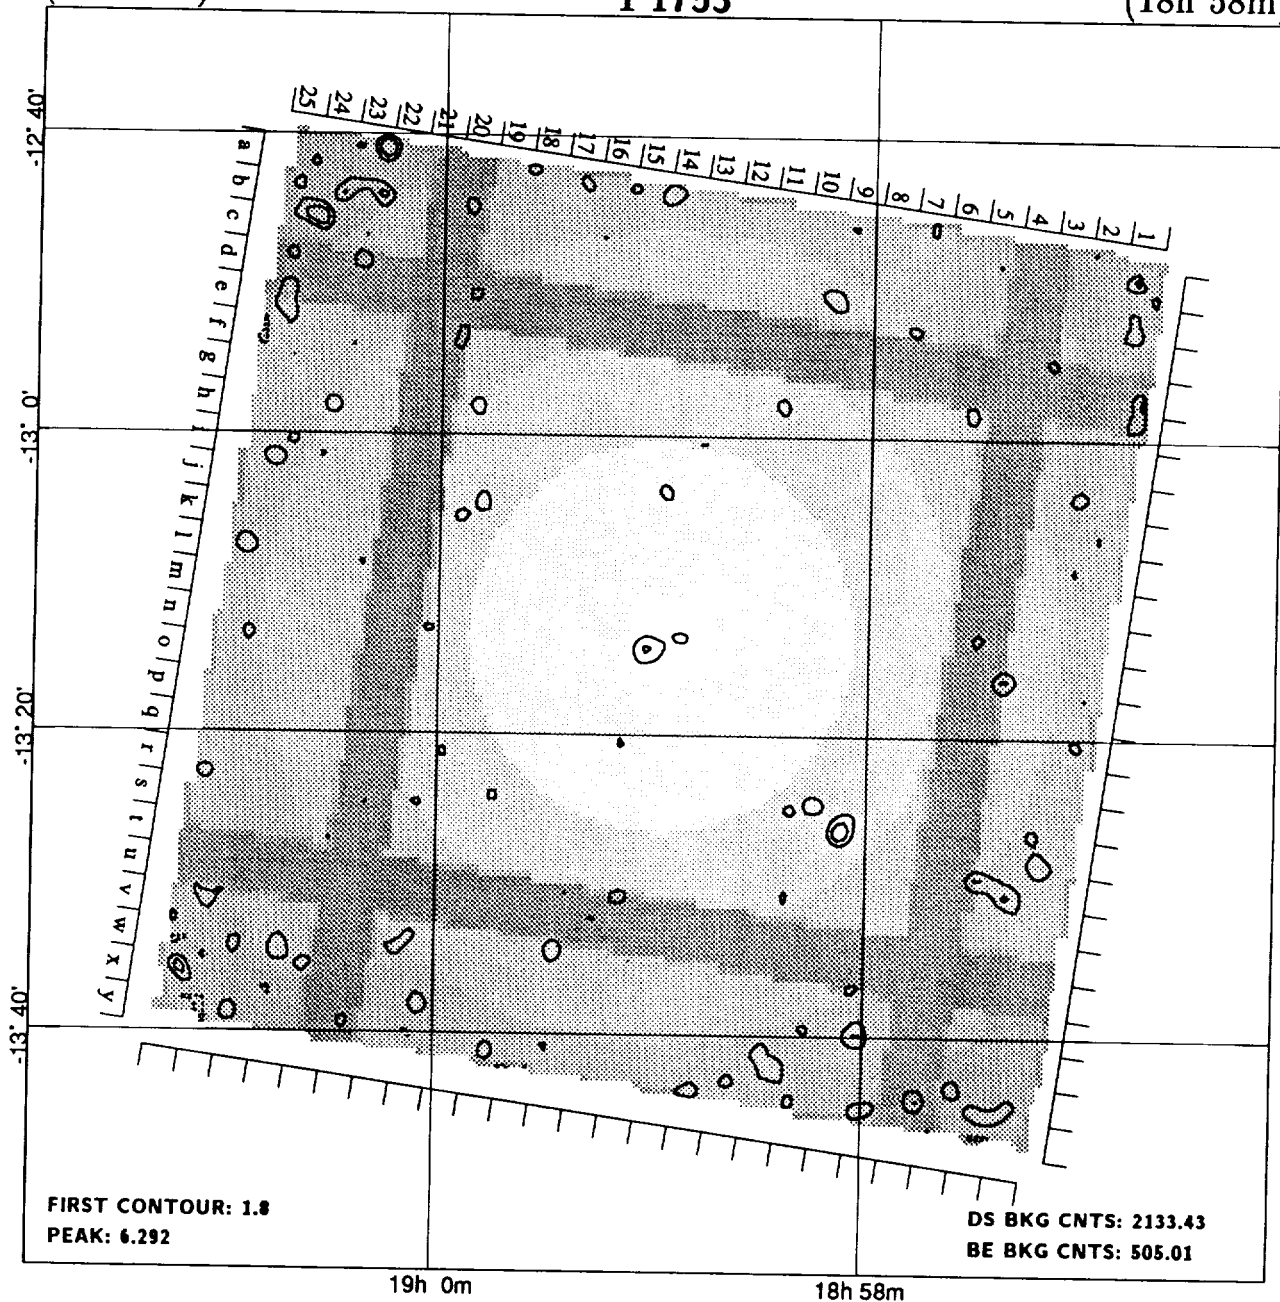 (18h 58m
25 24 23 22 21 20 19 18 17 16 15 14 13 12 11 10 9 8 7 6 5 4 3 2 1
a b c d e f g h i j k l m n o p q r s t u v w x y
-12° 40'
-13° 0'
-13° 20'
-13° 40'
FIRST CONTOUR: 1.8
PEAK: 6.292
DS BKG CNTS: 2133.43
BE BKG CNTS: 505.01
19h 0m
18h 58m